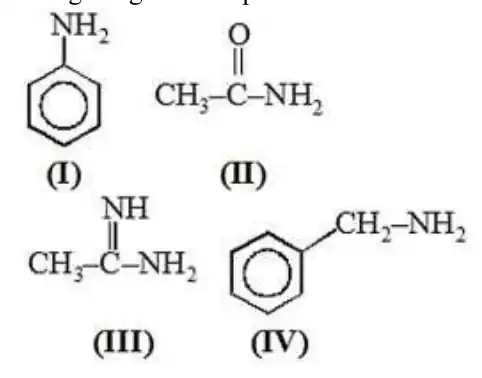 NH₂
O
CH₃–C–NH₂
(I)
(II)
NH
CH₃–C–NH₂
CH₂–NH₂
(III)
(IV)